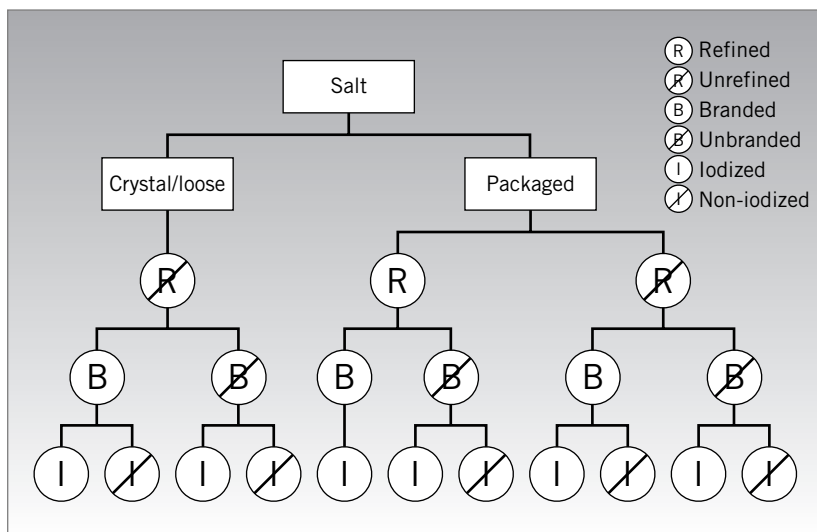 R Refined
R Unrefined
B Branded
B Unbranded
I Iodized
I Non-iodized
Salt
Crystal/loose Packaged
R R R
B B B B B B
I I I I I I I I I I I